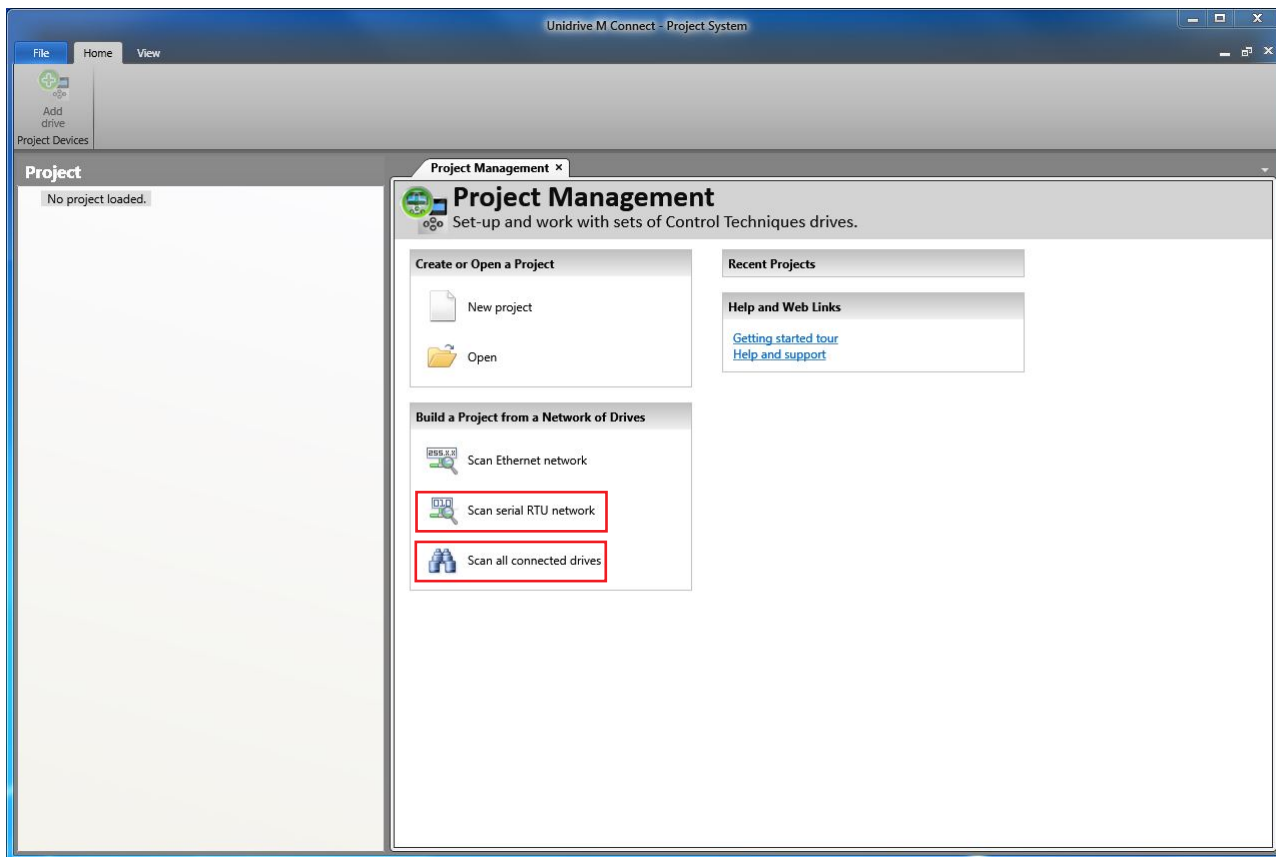 Unidrive M Connect - Project System
File
Home
View
Add
drive
Project Devices
Project
No project loaded.
Project Management ×
Project Management
Set-up and work with sets of Control Techniques drives.
Create or Open a Project
New project
Open
Recent Projects
Help and Web Links
Getting started tour
Help and support
Build a Project from a Network of Drives
255.X.X
Scan Ethernet network
010
Scan serial RTU network
Scan all connected drives